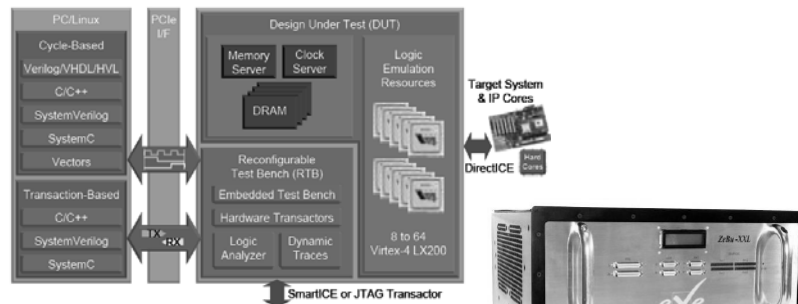 PC/Linux
Cycle-Based
Verilog/VHDL/HVL
C/C++
SystemVerilog
SystemC
Vectors
Transaction-Based
C/C++
SystemVerilog
SystemC
PCIe
I/F
TX
RX
Design Under Test (DUT)
Memory
Server
Clock
Server
DRAM
Logic
Emulation
Resources
8 to 64
Virtex-4 LX200
Reconfigurable
Test Bench (RTB)
Embedded Test Bench
Hardware Transactors
Logic
Analyzer
Dynamic
Traces
SmartICE or JTAG Transactor
Target System
& IP Cores
DirectICE
Hard
Cores
ZeBu-XXL